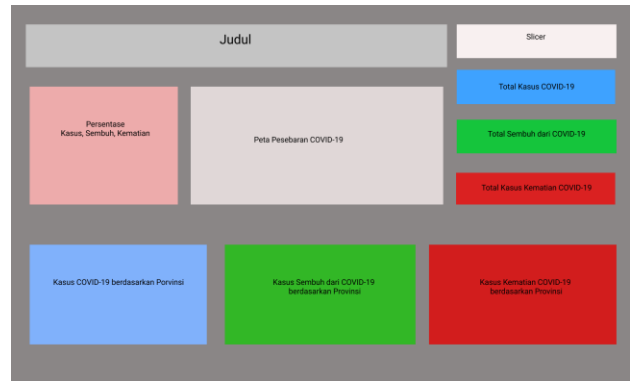 Judul
Slicer
Total Kasus COVID-19
Persentase
Kasus, Sembuh, Kematian
Peta Pesebaran COVID-19
Total Sembuh dari COVID-19
Total Kasus Kematian COVID-19
Kasus COVID-19 berdasarkan Porvinsi
Kasus Sembuh dari COVID-19
berdasarkan Provinsi
Kasus Kematian COVID-19
berdasarkan Provinsi